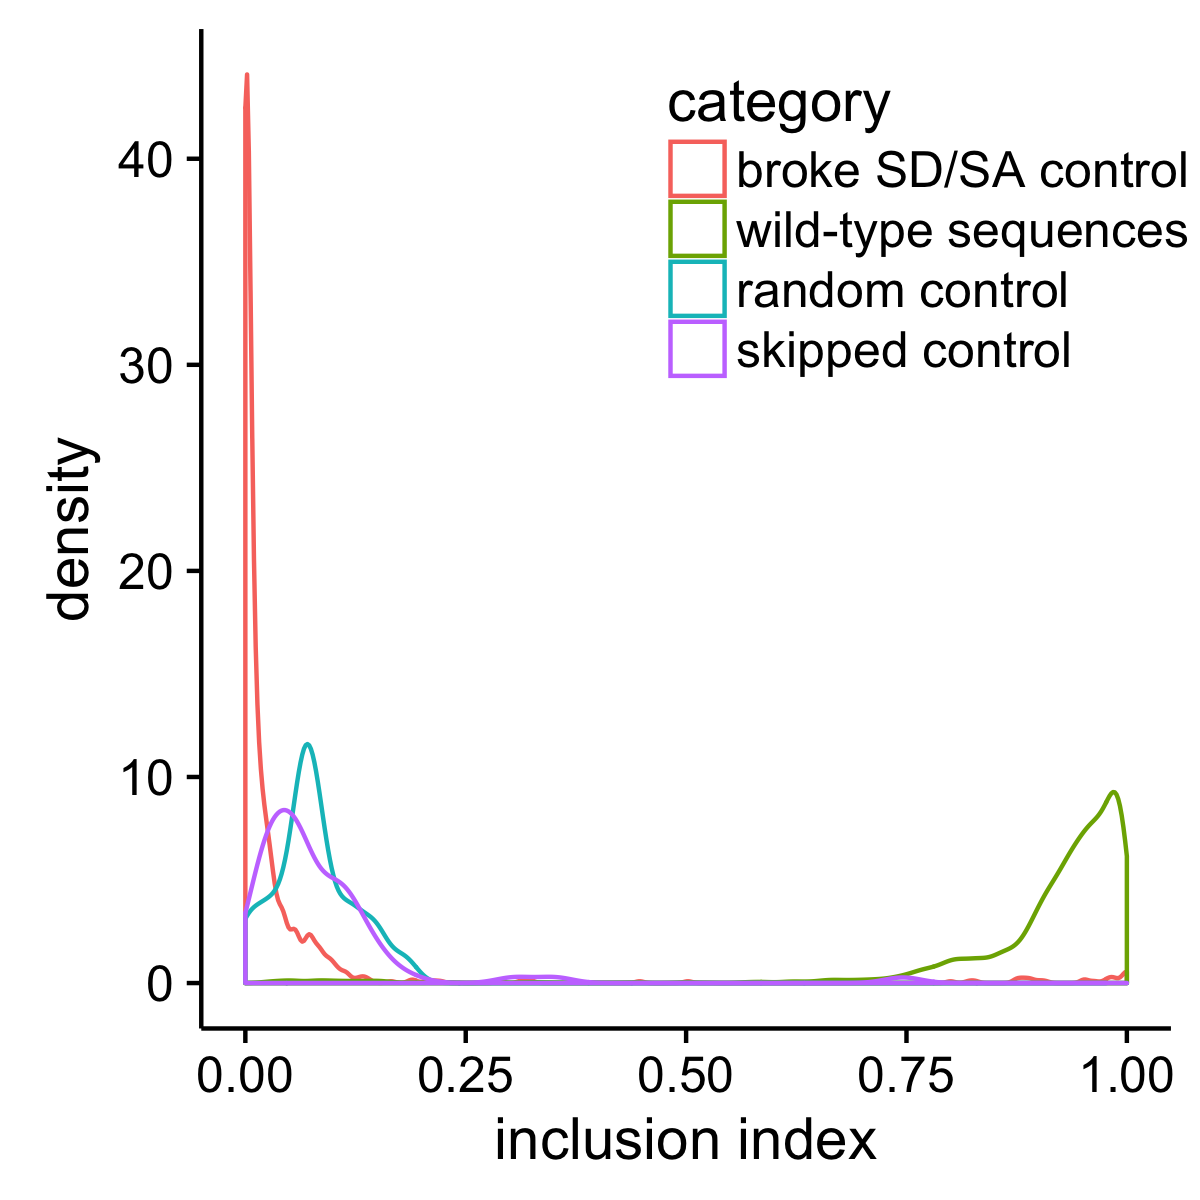 category
broke SD/SA control
wild-type sequences
random control
skipped control
density
40
30
20
10
0
0.00 0.25 0.50 0.75 1.00
inclusion index